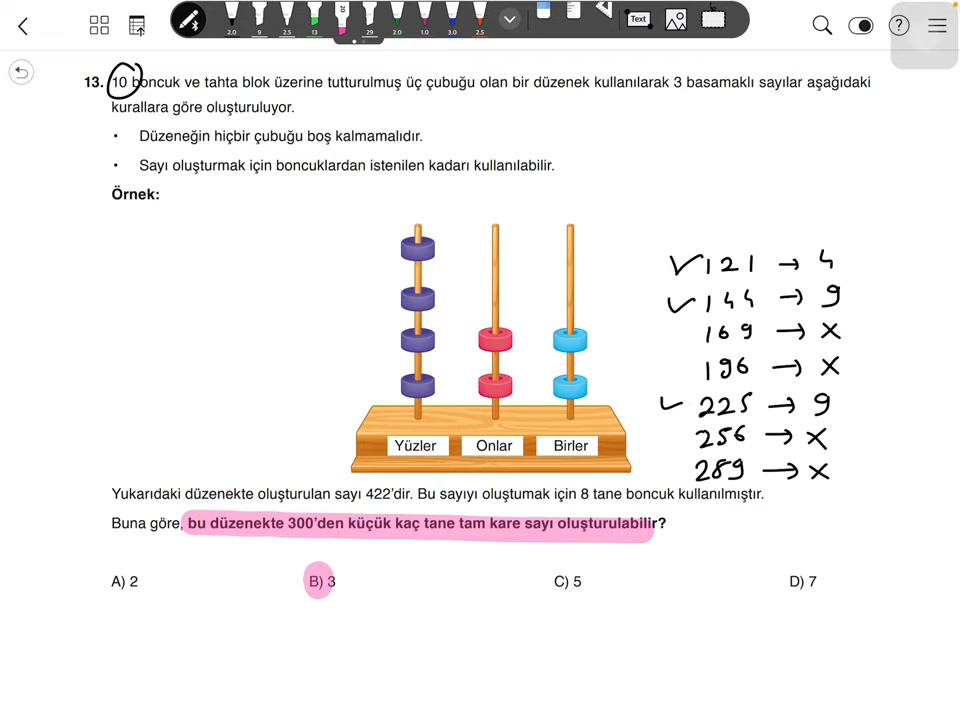 2.0 9 2.5 13 20 29 2.0 1.0 3.0 2.5 Text
13. 10 boncuk ve tahta blok üzerine tutturulmuş üç çubuğu olan bir düzenek kullanılarak 3 basamaklı sayılar aşağıdaki
kurallara göre oluşturuluyor.
• Düzeneğin hiçbir çubuğu boş kalmamalıdır.
• Sayı oluşturmak için boncuklardan istenilen kadarı kullanılabilir.
Örnek:
✓121 → 4
✓144 → 9
169 → X
196 → X
✓225 → 9
256 → X
289 → X
Yüzler Onlar Birler
Yukarıdaki düzenekte oluşturulan sayı 422'dir. Bu sayıyı oluştumak için 8 tane boncuk kullanılmıştır.
Buna göre, bu düzenekte 300'den küçük kaç tane tam kare sayı oluşturulabilir?
A) 2 B) 3 C) 5 D) 7